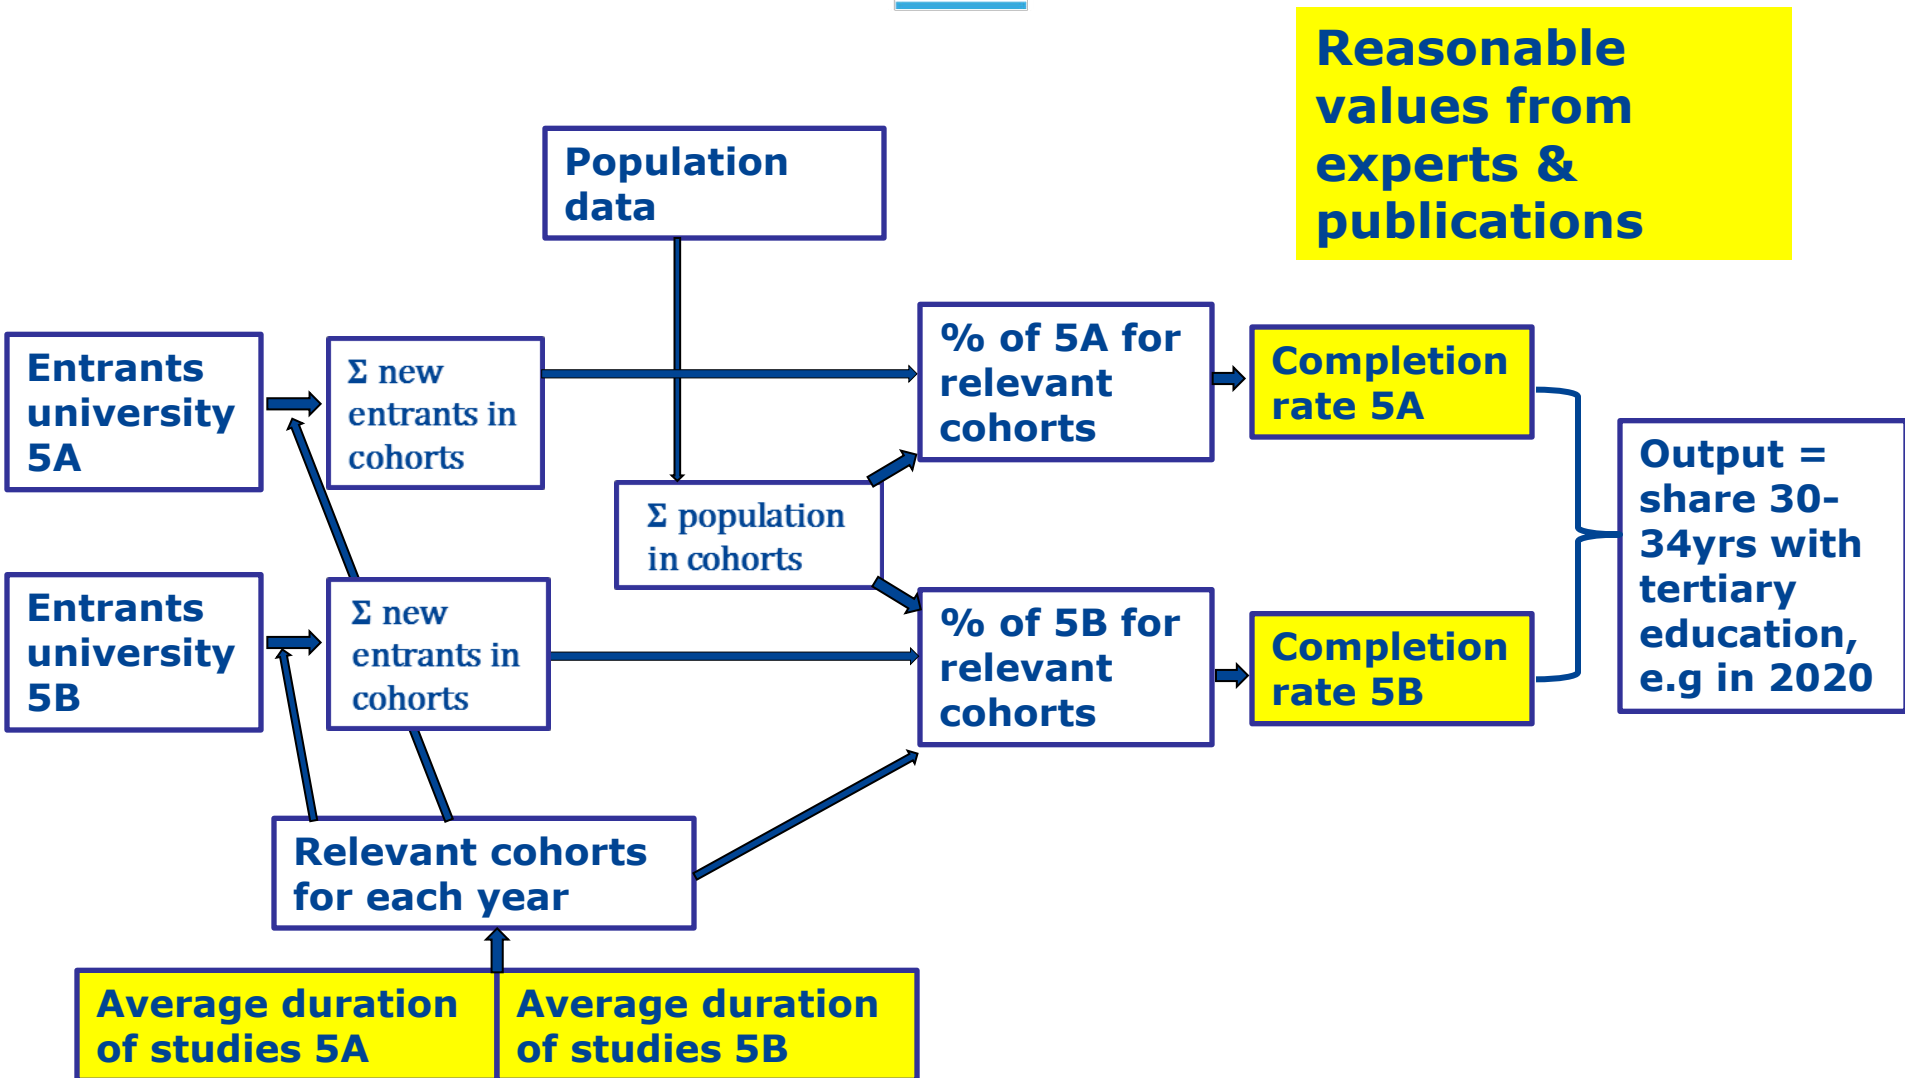 Reasonable
values from
experts &
publications
Population
data
Entrants
university
5A
Σ new
entrants in
cohorts
% of 5A for
relevant
cohorts
Completion
rate 5A
Output =
share 30-
34yrs with
tertiary
education,
e.g in 2020
Σ population
in cohorts
Entrants
university
5B
Σ new
entrants in
cohorts
% of 5B for
relevant
cohorts
Completion
rate 5B
Relevant cohorts
for each year
Average duration
of studies 5A
Average duration
of studies 5B